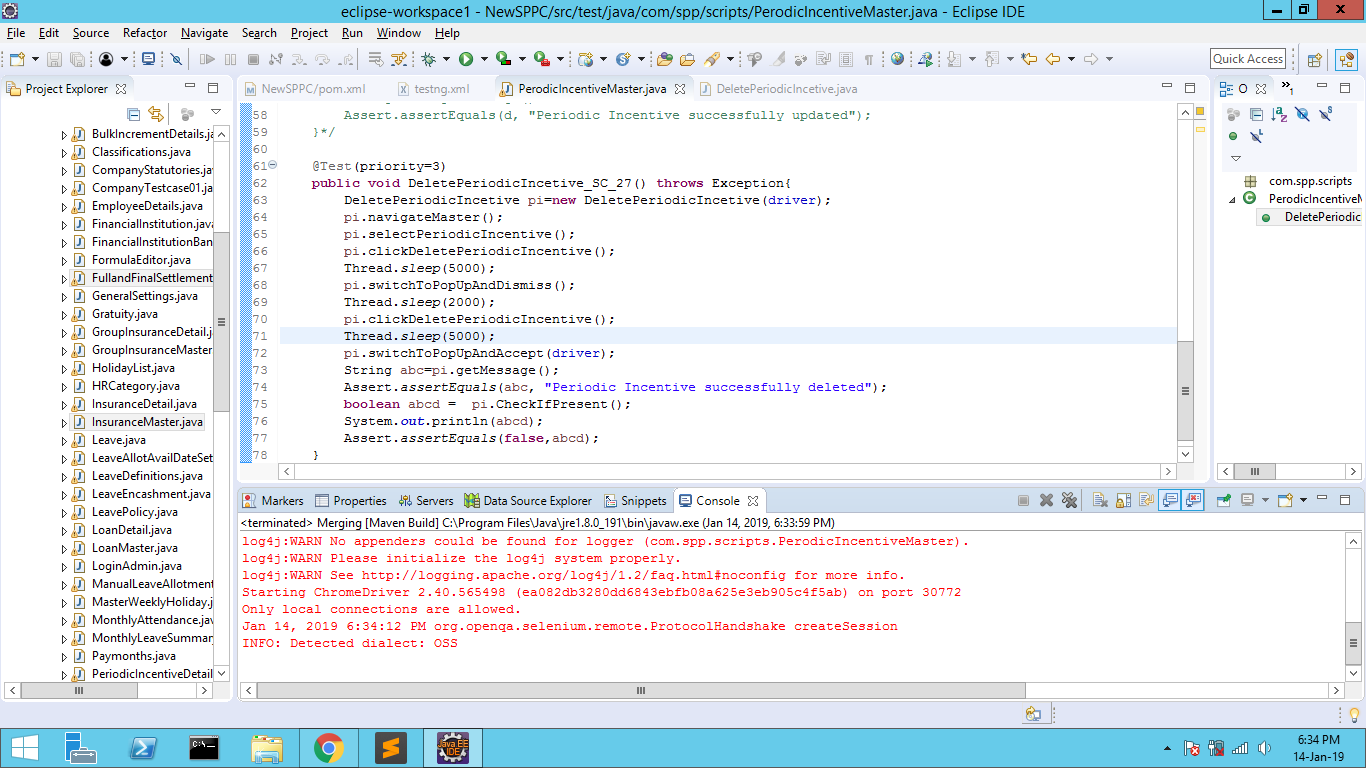 eclipse-workspace1 - NewSPPC/src/test/java/com/spp/scripts/PerodicIncentiveMaster.java - Eclipse IDE
File Edit Source Refactor Navigate Search Project Run Window Help
Quick Access
Project Explorer
BulkIncrementDetails.ja
Classifications.java
CompanyStatutories.jav
CompanyTestcase01.ja
EmployeeDetails.java
FinancialInstitution.java
FinancialInstitutionBan
FormulaEditor.java
FullandFinalSettlement
GeneralSettings.java
Gratuity.java
GroupInsuranceDetail.j
GroupInsuranceMaster
HolidayList.java
HRCategory.java
InsuranceDetail.java
InsuranceMaster.java
Leave.java
LeaveAllotAvailDateSet
LeaveDefinitions.java
LeaveEncashment.java
LeavePolicy.java
LoanDetail.java
LoanMaster.java
LoginAdmin.java
ManualLeaveAllotment
MasterWeeklyHoliday.j
MonthlyAttendance.jav
MonthlyLeaveSummar
Paymonths.java
PeriodicIncentiveDetail
NewSPPC/pom.xml testng.xml PerodicIncentiveMaster.java DeletePeriodicIncetive.java
58 Assert.assertEquals(d, "Periodic Incentive successfully updated");
59 }*/
60
61 @Test(priority=3)
62 public void DeletePeriodicIncetive_SC_27() throws Exception{
63 DeletePeriodicIncetive pi=new DeletePeriodicIncetive(driver);
64 pi.navigateMaster();
65 pi.selectPeriodicIncentive();
66 pi.clickDeletePeriodicIncentive();
67 Thread.sleep(5000);
68 pi.switchToPopUpAndDismiss();
69 Thread.sleep(2000);
70 pi.clickDeletePeriodicIncentive();
71 Thread.sleep(5000);
72 pi.switchToPopUpAndAccept(driver);
73 String abc=pi.getMessage();
74 Assert.assertEquals(abc, "Periodic Incentive successfully deleted");
75 boolean abcd = pi.CheckIfPresent();
76 System.out.println(abcd);
77 Assert.assertEquals(false,abcd);
78 }
O
com.spp.scripts
PerodicIncentiveM
DeletePeriodic
Markers Properties Servers Data Source Explorer Snippets Console
<terminated> Merging [Maven Build] C:\Program Files\Java\jre1.8.0_191\bin\javaw.exe (Jan 14, 2019, 6:33:59 PM)
log4j:WARN No appenders could be found for logger (com.spp.scripts.PerodicIncentiveMaster).
log4j:WARN Please initialize the log4j system properly.
log4j:WARN See http://logging.apache.org/log4j/1.2/faq.html#noconfig for more info.
Starting ChromeDriver 2.40.565498 (ea082db3280dd6843ebfb08a625e3eb905c4f5ab) on port 30772
Only local connections are allowed.
Jan 14, 2019 6:34:12 PM org.openqa.selenium.remote.ProtocolHandshake createSession
INFO: Detected dialect: OSS
Java EE
IDE
6:34 PM
14-Jan-19